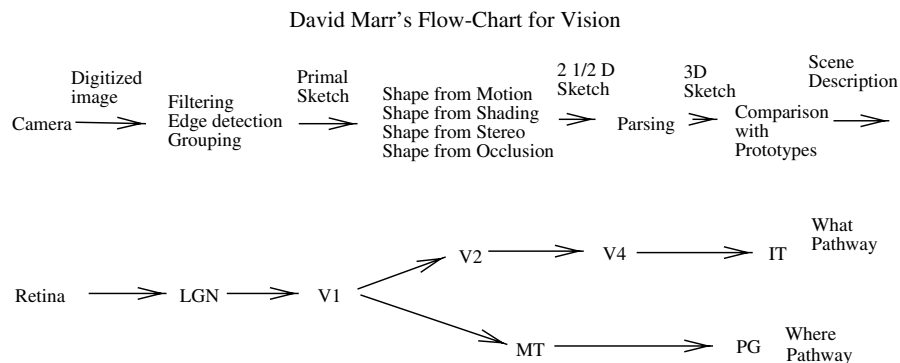 David Marr's Flow-Chart for Vision
Digitized
image
Primal
Sketch
2 1/2 D
Sketch
3D
Sketch
Scene
Description
Camera
Filtering
Edge detection
Grouping
Shape from Motion
Shape from Shading
Shape from Stereo
Shape from Occlusion
Parsing
Comparison
with
Prototypes
Retina
LGN
V1
V2
V4
IT
What
Pathway
MT
PG
Where
Pathway